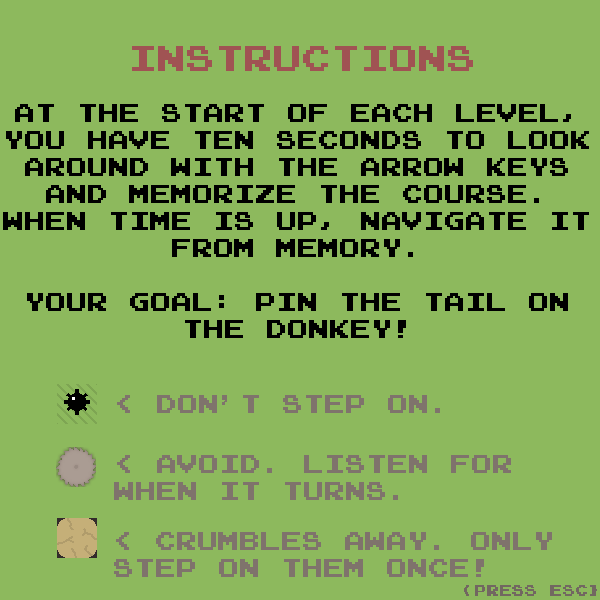 INSTRUCTIONS
AT THE START OF EACH LEVEL,
YOU HAVE TEN SECONDS TO LOOK
AROUND WITH THE ARROW KEYS
AND MEMORIZE THE COURSE.
WHEN TIME IS UP, NAVIGATE IT
FROM MEMORY.
YOUR GOAL: PIN THE TAIL ON
THE DONKEY!
< DON'T STEP ON.
< AVOID. LISTEN FOR
WHEN IT TURNS.
< CRUMBLES AWAY. ONLY
STEP ON THEM ONCE!
(PRESS ESC)